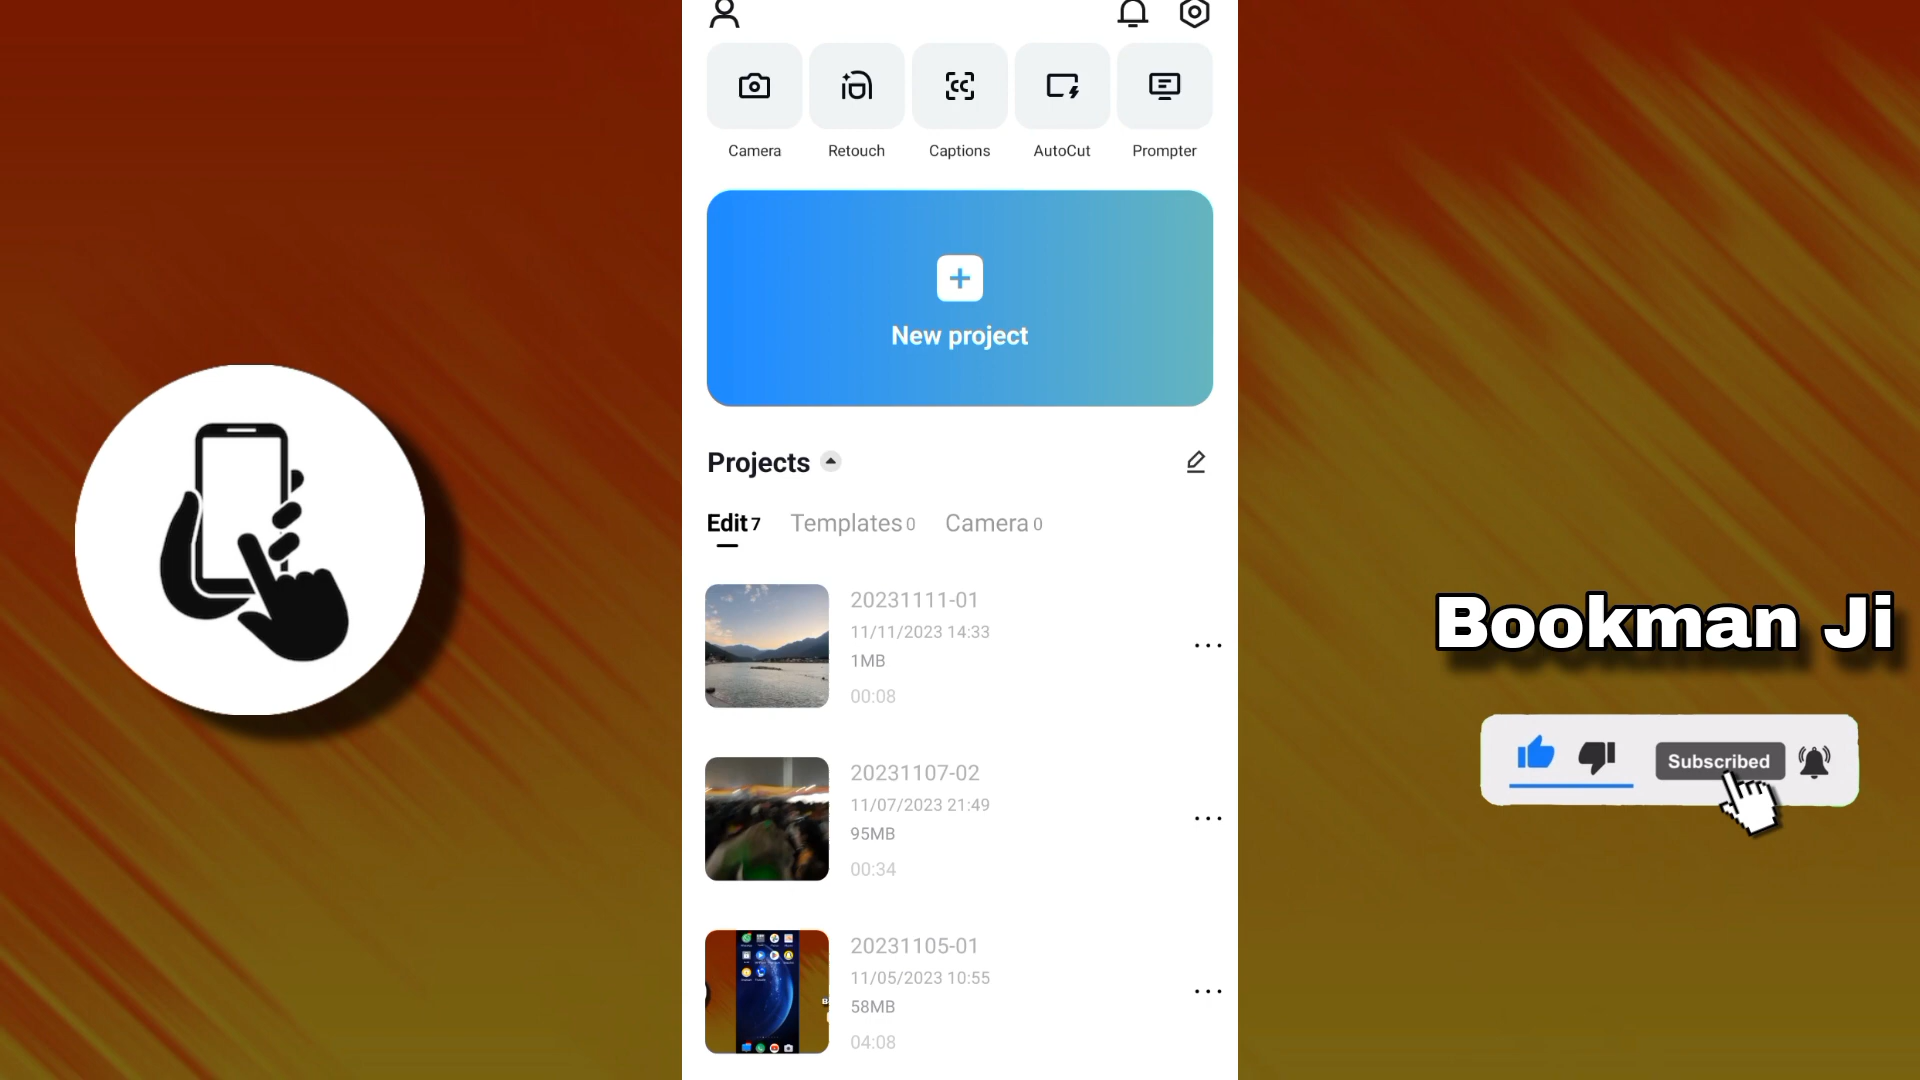 CC
Camera
Retouch
Captions
AutoCut
Prompter
New project
Projects
Edit 7
Templates 0
Camera 0
20231111-01
11/11/2023 14:33
1MB
00:08
20231107-02
11/07/2023 21:49
95MB
00:34
20231105-01
11/05/2023 10:55
58MB
04:08
Bookman Ji
Subscribed